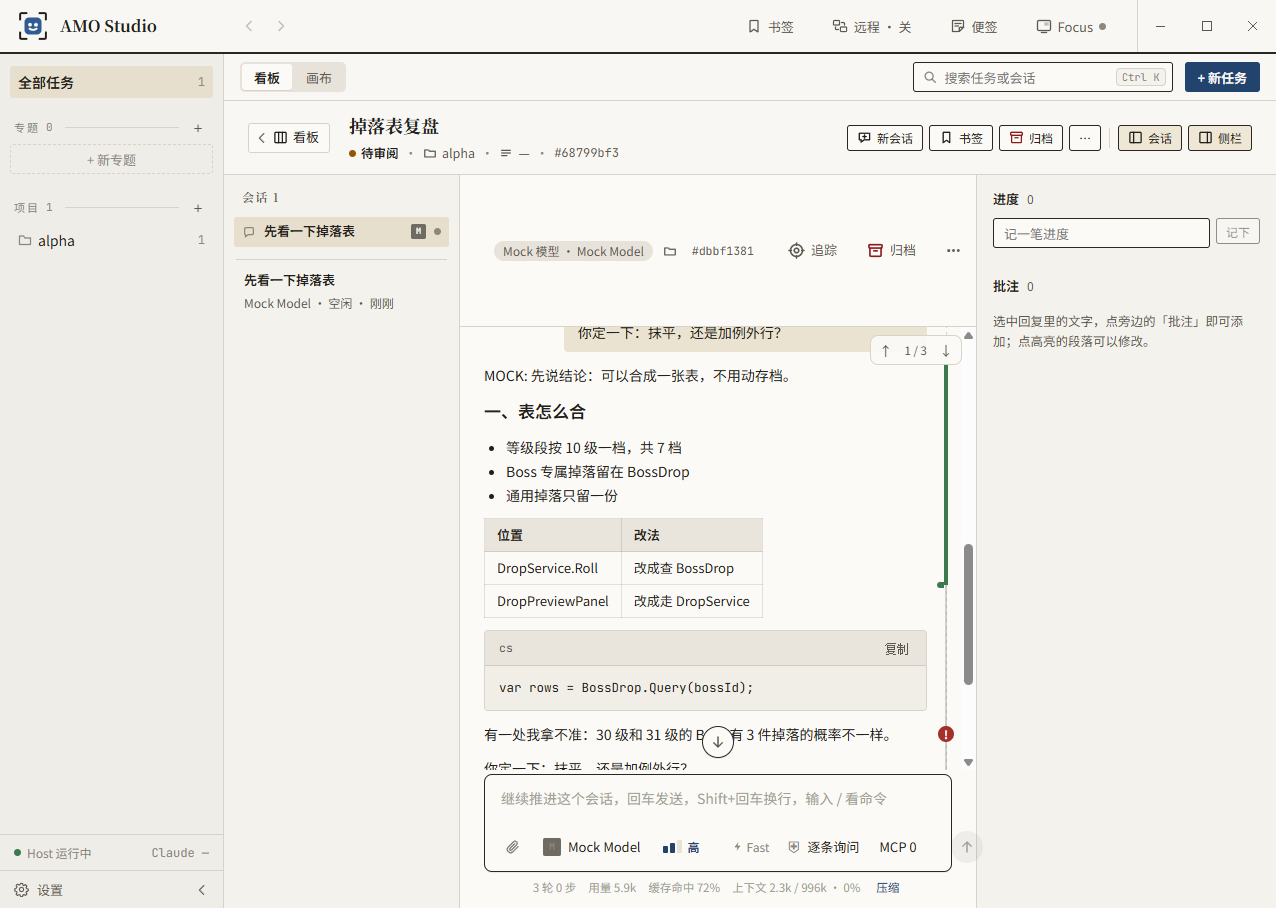 AMO Studio
书签
远程 · 关
便签
Focus
全部任务 1
专题 0 +
+ 新专题
项目 1 +
alpha 1
Host 运行中 Claude —
设置
看板 画布
搜索任务或会话 Ctrl K
+ 新任务
看板
掉落表复盘
待审阅 · alpha · — · #68799bf3
新会话 书签 归档 ··· 会话 侧栏
会话 1
先看一下掉落表 M
先看一下掉落表
Mock Model · 空闲 · 刚刚
Mock 模型 · Mock Model #dbbf1381 追踪 归档 ···
你定一下：抹平，还是加例外行？
↑ 1 / 3 ↓
MOCK: 先说结论：可以合成一张表，不用动存档。
一、表怎么合
• 等级段按 10 级一档，共 7 档
• Boss 专属掉落留在 BossDrop
• 通用掉落只留一份
位置 改法
DropService.Roll 改成查 BossDrop
DropPreviewPanel 改成走 DropService
cs 复制
var rows = BossDrop.Query(bossId);
有一处我拿不准：30 级和 31 级的 B 有 3 件掉落的概率不一样。
你定一下：抹平，还是加例外行？
继续推进这个会话，回车发送，Shift+回车换行，输入 / 看命令
M Mock Model 高 Fast 逐条询问 MCP 0
3 轮 0 步 用量 5.9k 缓存命中 72% 上下文 2.3k / 996k · 0% 压缩
进度 0
记一笔进度 记下
批注 0
选中回复里的文字，点旁边的「批注」即可添
加；点高亮的段落可以修改。